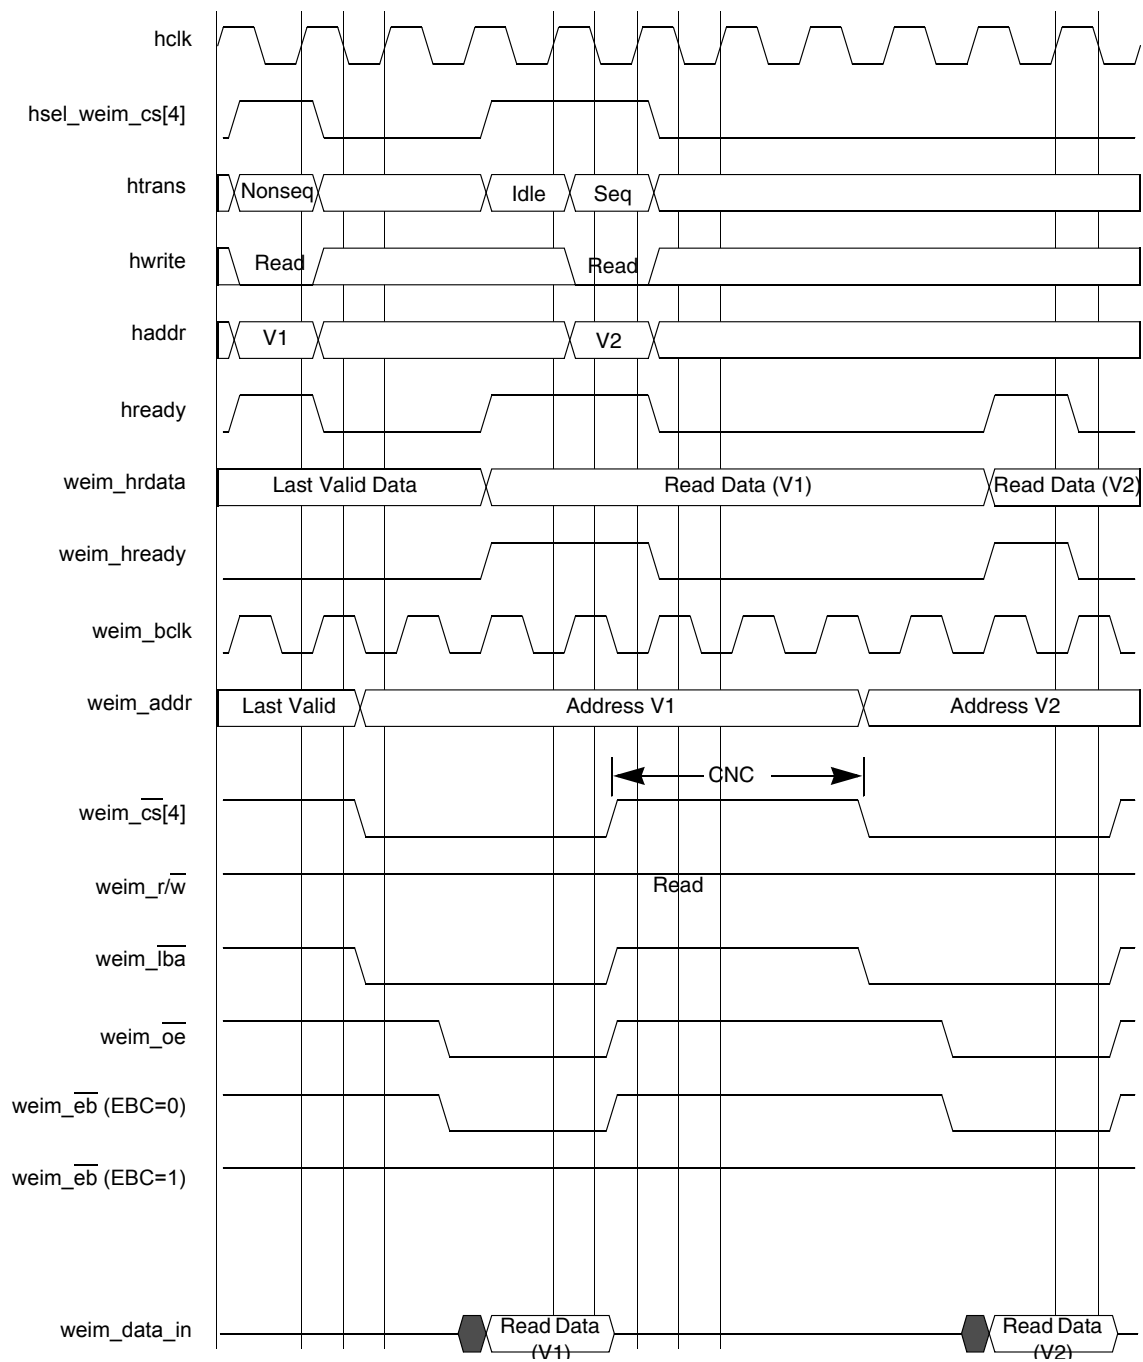 hclk
hsel_weim_cs[4]
htrans Nonseq Idle Seq
hwrite Read Read
haddr V1 V2
hready
weim_hrdata Last Valid Data Read Data (V1) Read Data (V2)
weim_hready
weim_bclk
weim_addr Last Valid Address V1 Address V2
CNC
weim_cs[4]
weim_r/w Read
weim_lba
weim_oe
weim_eb (EBC=0)
weim_eb (EBC=1)
weim_data_in Read Data Read Data
(V1) (V2)